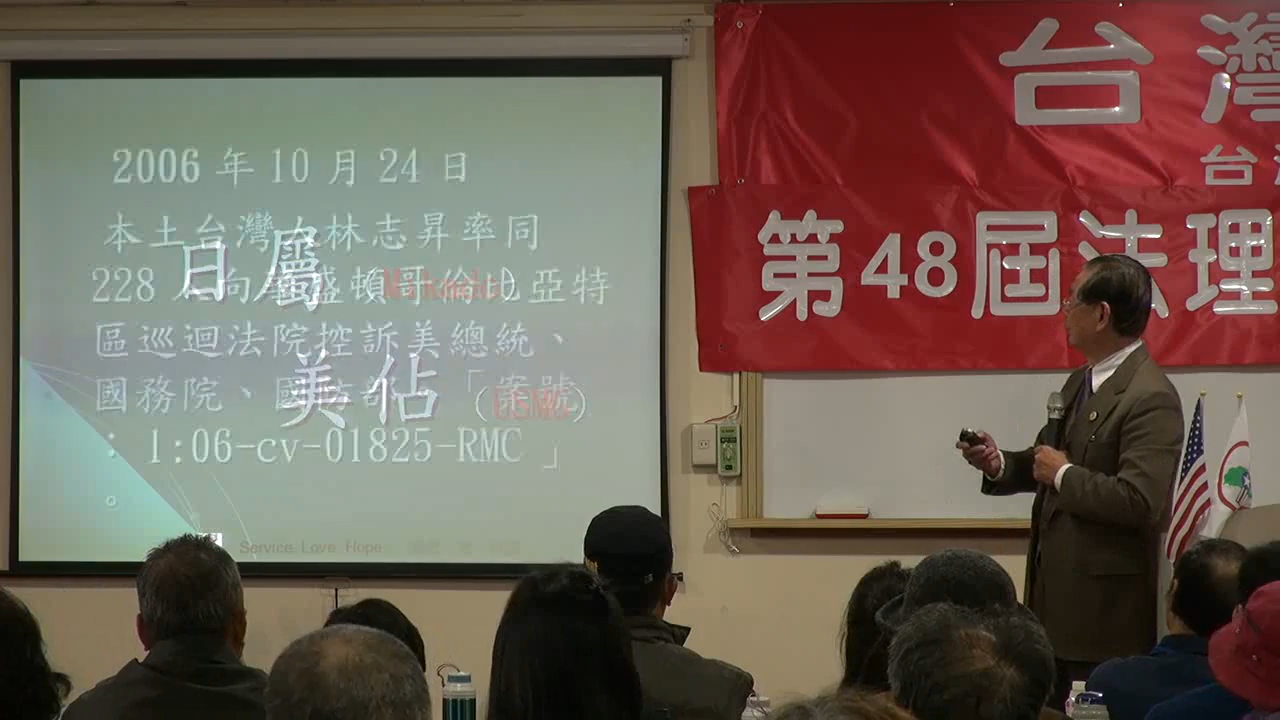 2006 年 10 月 24 日
本土台灣人林志昇率同
228 人向華盛頓哥倫比亞特
區巡迴法院控訴美總統、
國務院、國防部
「(案號)
: 1:06-cv-01825-RMC 」
。
日屬
美佔
Service. Love. Hope
台灣
台
第48屆法理